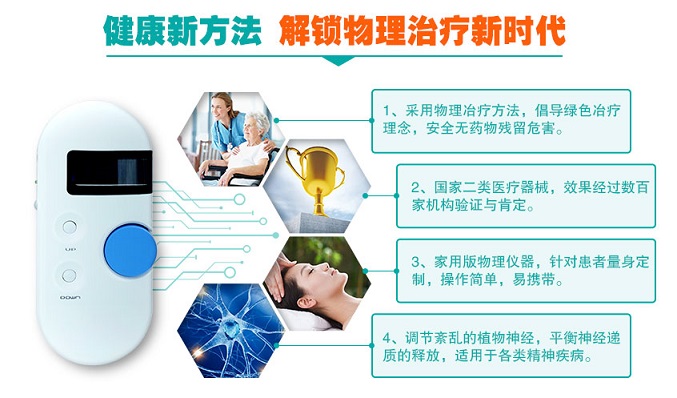 健康新方法 解锁物理治疗新时代
1、采用物理治疗方法，倡导绿色治疗
理念，安全无药物残留危害。
2、国家二类医疗器械，效果经过数百
家机构验证与肯定。
UP
3、家用版物理仪器，针对患者量身定
制，操作简单，易携带。
DOWN
4、调节紊乱的植物神经，平衡神经递
质的释放，适用于各类精神疾病。